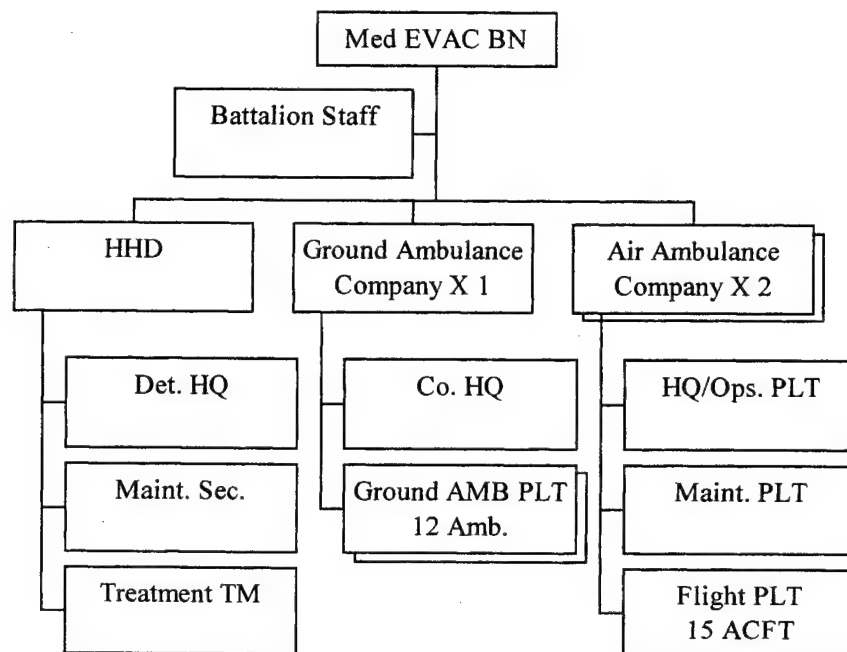 Med EVAC BN
Battalion Staff
HHD
Ground Ambulance
Company X 1
Air Ambulance
Company X 2
Det. HQ
Co. HQ
HQ/Ops. PLT
Maint. Sec.
Ground AMB PLT
12 Amb.
Maint. PLT
Treatment TM
Flight PLT
15 ACFT